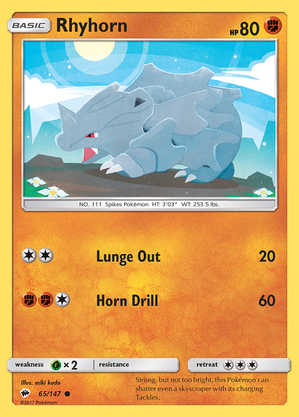 BASIC Rhyhorn HP 80
NO. 111 Spikes Pokémon HT: 3'03" WT: 253.5 lbs.
Lunge Out 20
Horn Drill 60
weakness ×2 resistance retreat
Illus. miki kudo
65/147
Strong, but not too bright, this Pokémon can
shatter even a skyscraper with its charging
Tackles.
©2017 Pokémon